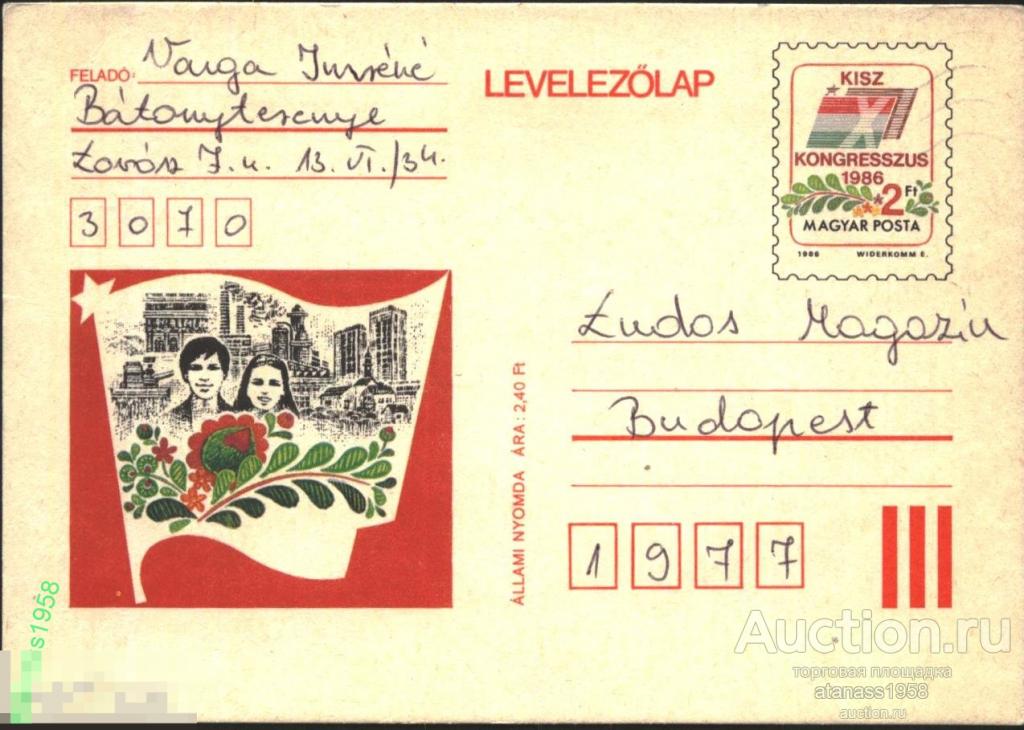 FELADÓ: Varga Imréné
Bátonyterenye
J.u. 13. VI./34.
3070
LEVELEZŐLAP
KISZ
XI
KONGRESSZUS
1986
2 Ft
MAGYAR POSTA
1986 WIDERKOMM E.
Ludas Magazin
Budapest
1977
ÁLLAMI NYOMDA ÁRA: 2,40 Ft
s1958
Auction.ru
торговая площадка
atanass1958
auction.ru